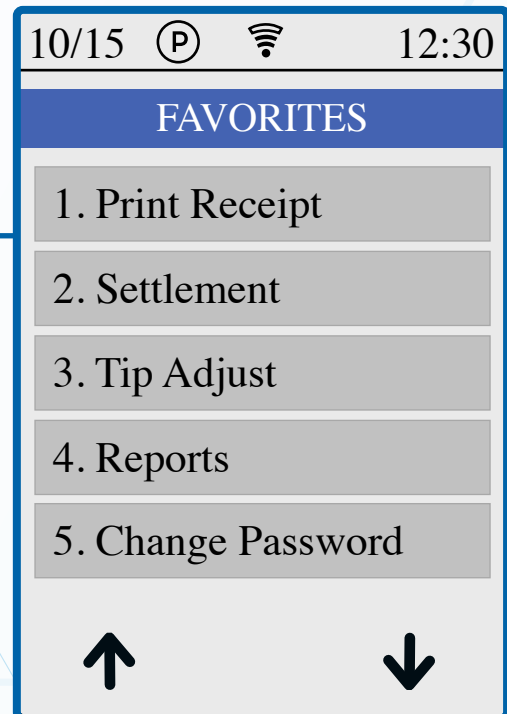 10/15 P 12:30
FAVORITES
1. Print Receipt
2. Settlement
3. Tip Adjust
4. Reports
5. Change Password